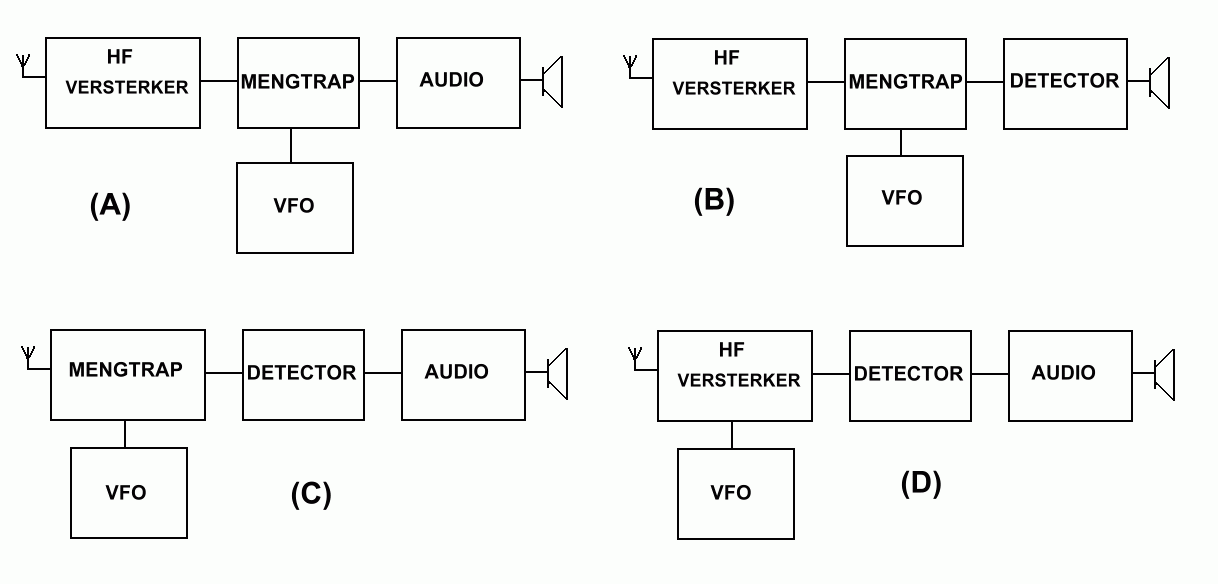 HF
VERSTERKER
MENGTRAP
AUDIO
VFO
(A)
HF
VERSTERKER
MENGTRAP
DETECTOR
VFO
(B)
MENGTRAP
DETECTOR
AUDIO
VFO
(C)
HF
VERSTERKER
DETECTOR
AUDIO
VFO
(D)